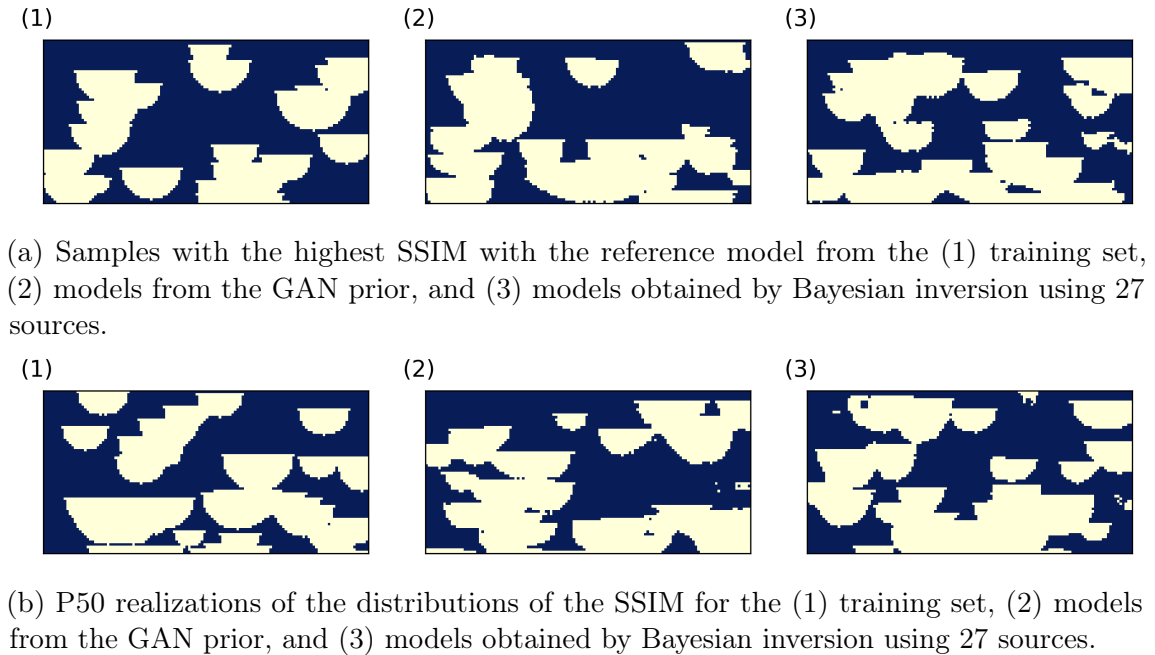 (1) (2) (3)
(a) Samples with the highest SSIM with the reference model from the (1) training set,
(2) models from the GAN prior, and (3) models obtained by Bayesian inversion using 27
sources.
(1) (2) (3)
(b) P50 realizations of the distributions of the SSIM for the (1) training set, (2) models
from the GAN prior, and (3) models obtained by Bayesian inversion using 27 sources.